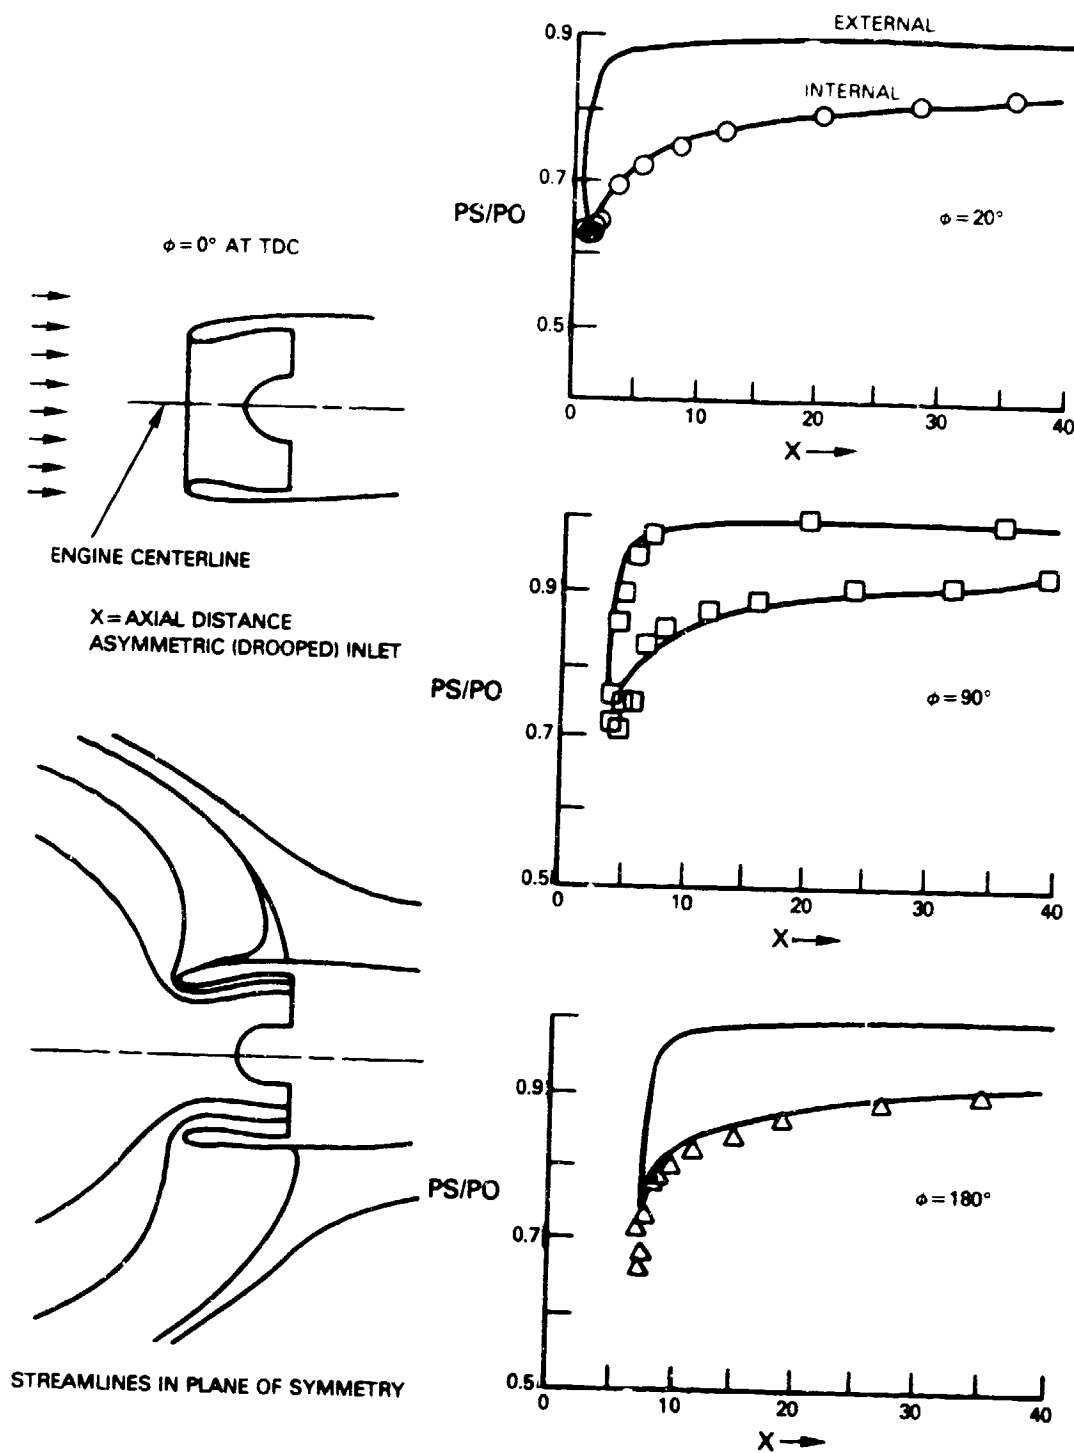 φ = 0° AT TDC
ENGINE CENTERLINE
X = AXIAL DISTANCE
ASYMMETRIC (DROOPED) INLET
STREAMLINES IN PLANE OF SYMMETRY
EXTERNAL
INTERNAL
0.9
0.7
0.5
PS/PO
φ = 20°
0
10
20
30
40
X
0.9
0.7
0.5
PS/PO
φ = 90°
0
10
20
30
40
X
0.9
0.7
0.5
PS/PO
φ = 180°
0
10
20
30
40
X